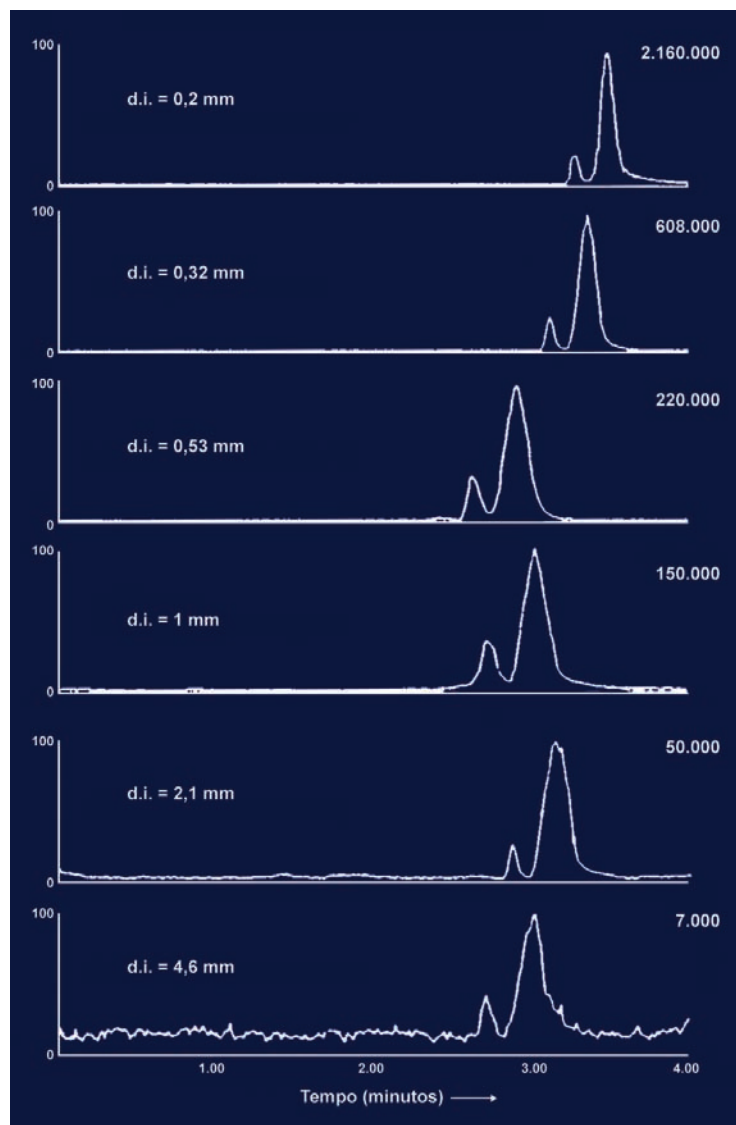 100
2.160.000
d.i. = 0,2 mm
0
100
608.000
d.i. = 0,32 mm
0
100
220.000
d.i. = 0,53 mm
0
100
150.000
d.i. = 1 mm
0
100
50.000
d.i. = 2,1 mm
0
100
7.000
d.i. = 4,6 mm
0
1.00 2.00 3.00 4.00
Tempo (minutos)